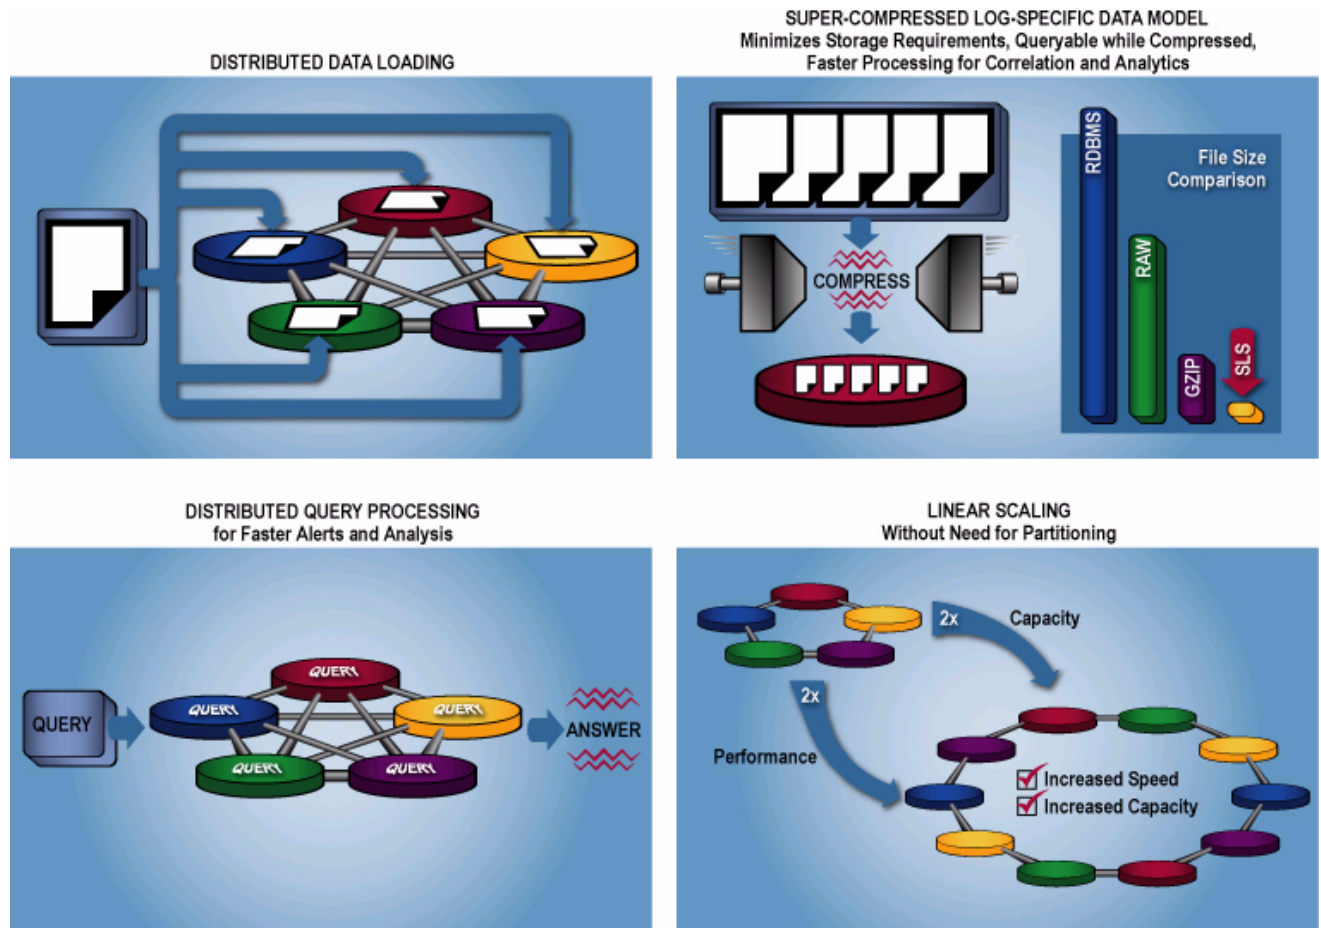 DISTRIBUTED DATA LOADING
SUPER-COMPRESSED LOG-SPECIFIC DATA MODEL
Minimizes Storage Requirements, Queryable while Compressed,
Faster Processing for Correlation and Analytics
COMPRESS
File Size
Comparison
RDBMS
RAW
GZIP
SLS
DISTRIBUTED QUERY PROCESSING
for Faster Alerts and Analysis
QUERY
QUERY
QUERY
QUERY
QUERY
QUERY
ANSWER
LINEAR SCALING
Without Need for Partitioning
2x
Capacity
2x
Performance
Increased Speed
Increased Capacity